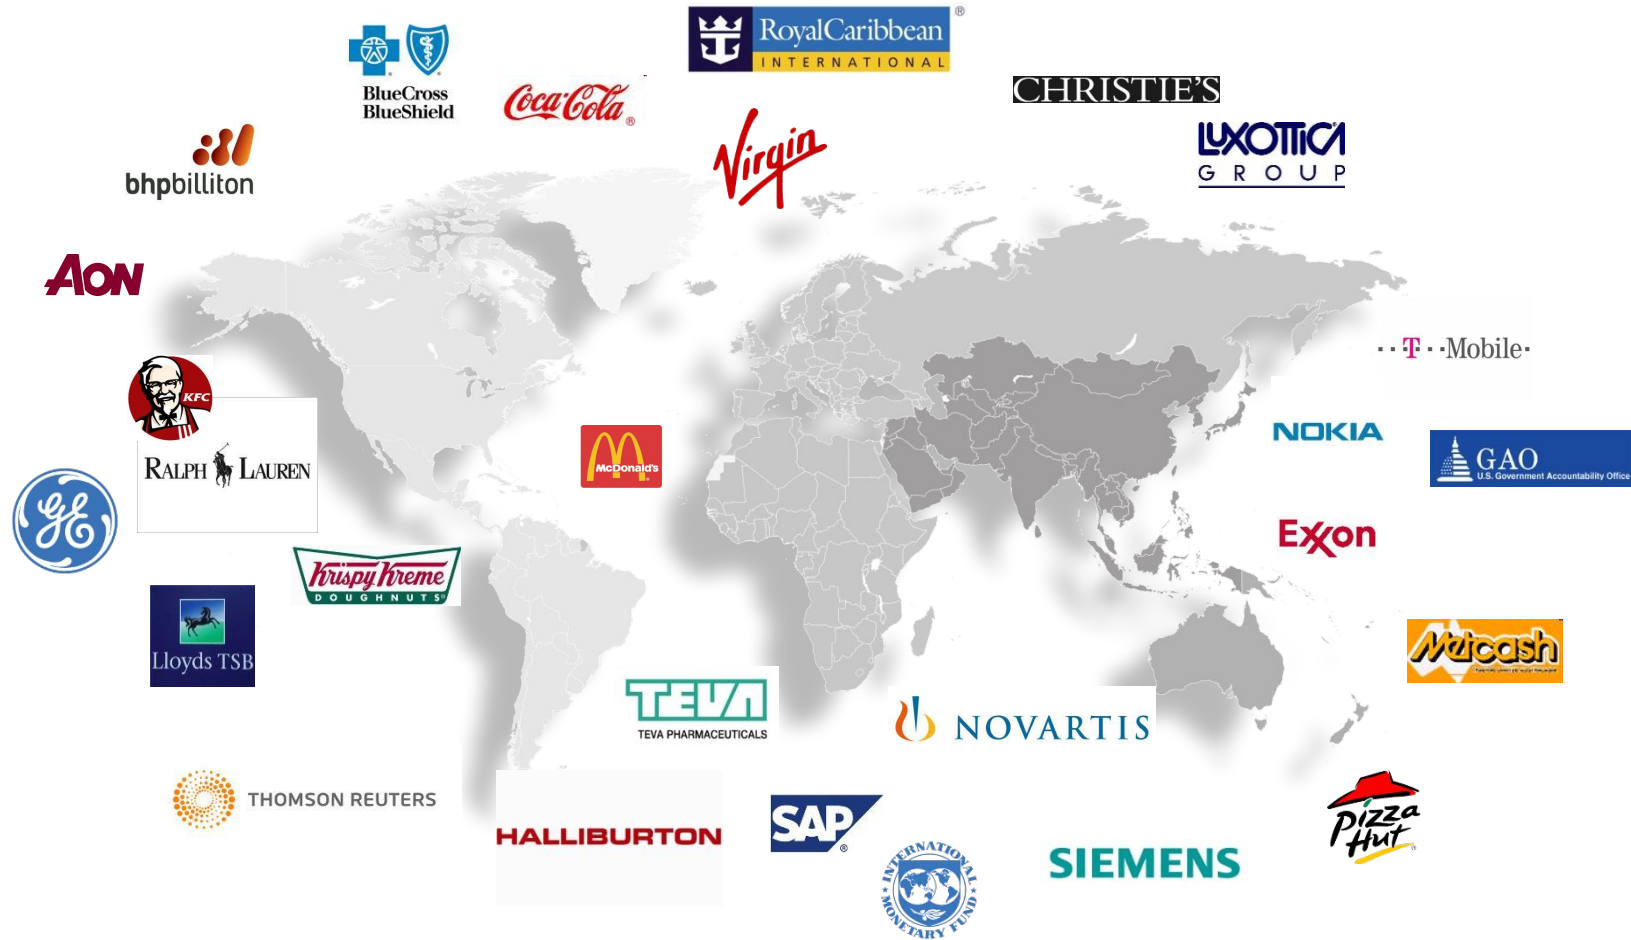 RoyalCaribbean
INTERNATIONAL
®
BlueCross
BlueShield
Coca-Cola
®
CHRISTIE'S
Virgin
LUXOTTICA
GROUP
bhpbilliton
AON
T··Mobile·
KFC
RALPH LAUREN
McDonald's
NOKIA
GAO
U.S. Government Accountability Office
GE
Exxon
Krispy Kreme
DOUGHNUTS
Lloyds TSB
Metcash
TEVA
TEVA PHARMACEUTICALS
NOVARTIS
THOMSON REUTERS
HALLIBURTON
SAP
®
INTERNATIONAL
MONETARY FUND
SIEMENS
Pizza
Hut